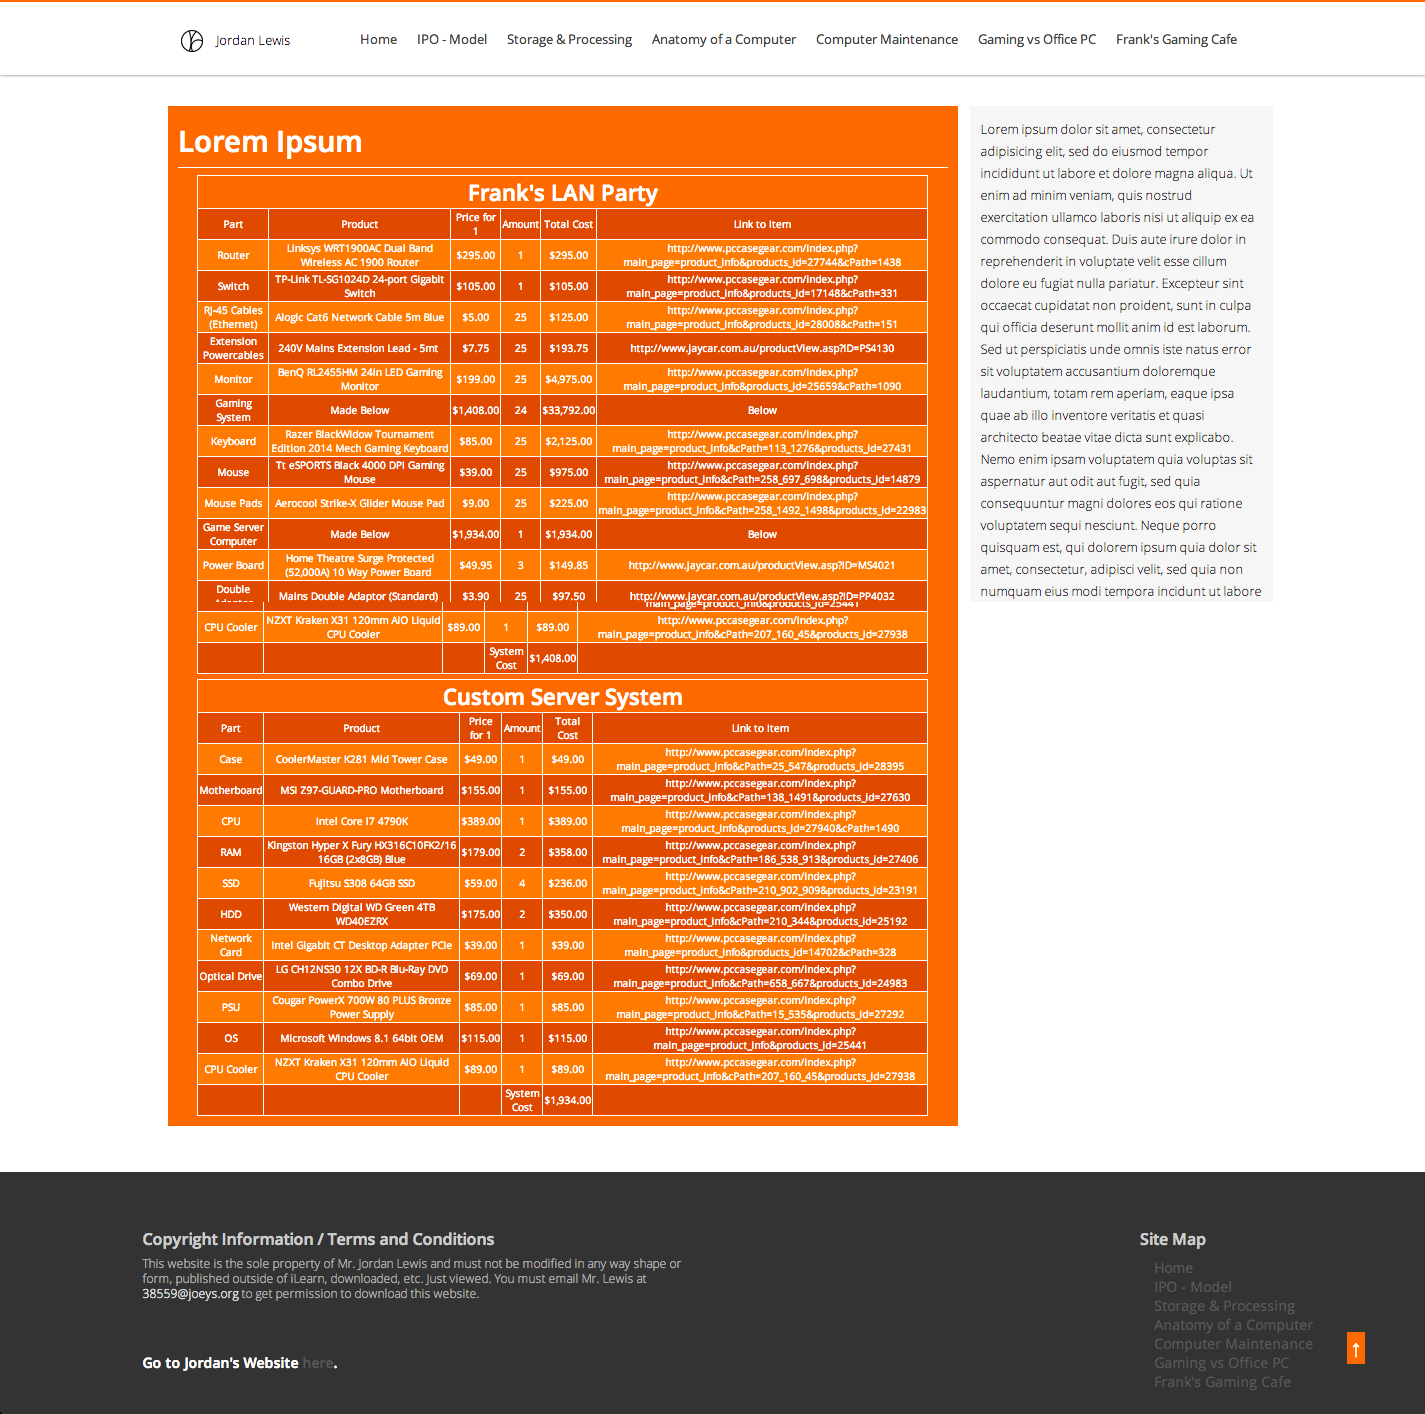 Jordan Lewis
Home IPO - Model Storage & Processing Anatomy of a Computer Computer Maintenance Gaming vs Office PC Frank's Gaming Cafe
Lorem Ipsum
Frank's LAN Party
Part Product Price for 1 Amount Total Cost Link to Item
Router Linksys WRT1900AC Dual Band Wireless AC 1900 Router $295.00 1 $295.00 http://www.pccasegear.com/index.php?main_page=product_info&products_id=27744&cPath=1438
Switch TP-Link TL-SG1024D 24-port Gigabit Switch $105.00 1 $105.00 http://www.pccasegear.com/index.php?main_page=product_info&products_id=17148&cPath=331
Rj-45 Cables (Ethernet) Alogic Cat6 Network Cable 5m Blue $5.00 25 $125.00 http://www.pccasegear.com/index.php?main_page=product_info&products_id=28008&cPath=151
Extension Powercables 240V Mains Extension Lead - 5mt $7.75 25 $193.75 http://www.jaycar.com.au/productView.asp?ID=PS4130
Monitor BenQ RL2455HM 24in LED Gaming Monitor $199.00 25 $4,975.00 http://www.pccasegear.com/index.php?main_page=product_info&products_id=25659&cPath=1090
Gaming System Made Below $1,408.00 24 $33,792.00 Below
Keyboard Razer BlackWidow Tournament Edition 2014 Mech Gaming Keyboard $85.00 25 $2,125.00 http://www.pccasegear.com/index.php?main_page=product_info&cPath=113_1276&products_id=27431
Mouse Tt eSPORTS Black 4000 DPI Gaming Mouse $39.00 25 $975.00 http://www.pccasegear.com/index.php?main_page=product_info&cPath=258_697_698&products_id=14879
Mouse Pads Aerocool Strike-X Glider Mouse Pad $9.00 25 $225.00 http://www.pccasegear.com/index.php?main_page=product_info&cPath=258_1492_1498&products_id=22983
Game Server Computer Made Below $1,934.00 1 $1,934.00 Below
Power Board Home Theatre Surge Protected (52,000A) 10 Way Power Board $49.95 3 $149.85 http://www.jaycar.com.au/productView.asp?ID=MS4021
Double Mains Double Adaptor (Standard) $3.90 25 $97.50 http://www.jaycar.com.au/productView.asp?ID=PP4032
main_page=product_info&products_id=25441
CPU Cooler NZXT Kraken X31 120mm AIO Liquid CPU Cooler $89.00 1 $89.00 http://www.pccasegear.com/index.php?main_page=product_info&cPath=207_160_45&products_id=27938
System Cost $1,408.00
Custom Server System
Part Product Price for 1 Amount Total Cost Link to Item
Case CoolerMaster K281 Mid Tower Case $49.00 1 $49.00 http://www.pccasegear.com/index.php?main_page=product_info&cPath=25_547&products_id=28395
Motherboard MSI Z97-GUARD-PRO Motherboard $155.00 1 $155.00 http://www.pccasegear.com/index.php?main_page=product_info&cPath=138_1491&products_id=27630
CPU Intel Core i7 4790K $389.00 1 $389.00 http://www.pccasegear.com/index.php?main_page=product_info&products_id=27940&cPath=1490
RAM Kingston Hyper X Fury HX316C10FK2/16 16GB (2x8GB) Blue $179.00 2 $358.00 http://www.pccasegear.com/index.php?main_page=product_info&cPath=186_538_913&products_id=27406
SSD Fujitsu S308 64GB SSD $59.00 4 $236.00 http://www.pccasegear.com/index.php?main_page=product_info&cPath=210_902_909&products_id=23191
HDD Western Digital WD Green 4TB WD40EZRX $175.00 2 $350.00 http://www.pccasegear.com/index.php?main_page=product_info&cPath=210_344&products_id=25192
Network Card Intel Gigabit CT Desktop Adapter PCIe $39.00 1 $39.00 http://www.pccasegear.com/index.php?main_page=product_info&products_id=14702&cPath=328
Optical Drive LG CH12NS30 12X BD-R Blu-Ray DVD Combo Drive $69.00 1 $69.00 http://www.pccasegear.com/index.php?main_page=product_info&cPath=658_667&products_id=24983
PSU Cougar PowerX 700W 80 PLUS Bronze Power Supply $85.00 1 $85.00 http://www.pccasegear.com/index.php?main_page=product_info&cPath=15_535&products_id=27292
OS Microsoft Windows 8.1 64bit OEM $115.00 1 $115.00 http://www.pccasegear.com/index.php?main_page=product_info&products_id=25441
CPU Cooler NZXT Kraken X31 120mm AIO Liquid CPU Cooler $89.00 1 $89.00 http://www.pccasegear.com/index.php?main_page=product_info&cPath=207_160_45&products_id=27938
System Cost $1,934.00
Lorem ipsum dolor sit amet, consectetur
adipisicing elit, sed do eiusmod tempor
incididunt ut labore et dolore magna aliqua. Ut
enim ad minim veniam, quis nostrud
exercitation ullamco laboris nisi ut aliquip ex ea
commodo consequat. Duis aute irure dolor in
reprehenderit in voluptate velit esse cillum
dolore eu fugiat nulla pariatur. Excepteur sint
occaecat cupidatat non proident, sunt in culpa
qui officia deserunt mollit anim id est laborum.
Sed ut perspiciatis unde omnis iste natus error
sit voluptatem accusantium doloremque
laudantium, totam rem aperiam, eaque ipsa
quae ab illo inventore veritatis et quasi
architecto beatae vitae dicta sunt explicabo.
Nemo enim ipsam voluptatem quia voluptas sit
aspernatur aut odit aut fugit, sed quia
consequuntur magni dolores eos qui ratione
voluptatem sequi nesciunt. Neque porro
quisquam est, qui dolorem ipsum quia dolor sit
amet, consectetur, adipisci velit, sed quia non
numquam eius modi tempora incidunt ut labore
Copyright Information / Terms and Conditions
This website is the sole property of Mr. Jordan Lewis and must not be modified in any way shape or
form, published outside of iLearn, downloaded, etc. Just viewed. You must email Mr. Lewis at
38559@joeys.org to get permission to download this website.
Go to Jordan's Website here.
Site Map
Home
IPO - Model
Storage & Processing
Anatomy of a Computer
Computer Maintenance
Gaming vs Office PC
Frank's Gaming Cafe
↑